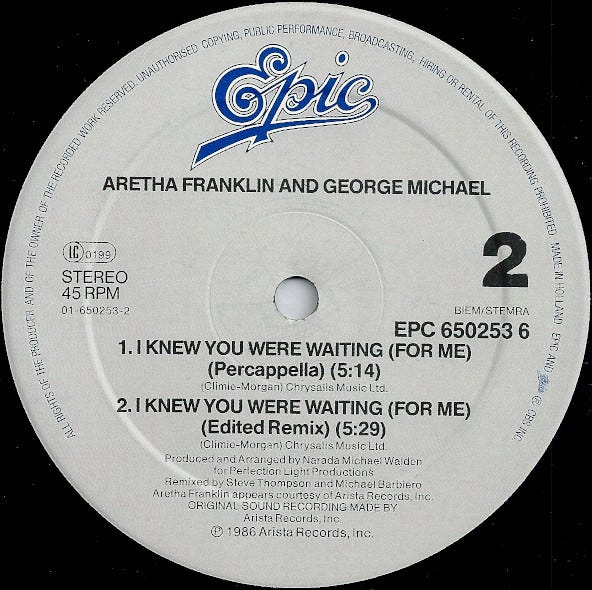 ALL RIGHTS OF THE PRODUCER AND OF THE OWNER OF THE RECORDED WORK RESERVED. UNAUTHORISED COPYING, PUBLIC PERFORMANCE, BROADCASTING, HIRING OR RENTAL OF THIS RECORDING PROHIBITED. MADE IN HOLLAND. EPIC AND Epic ℗ CBS INC.
Epic
ARETHA FRANKLIN AND GEORGE MICHAEL
LC 0199
2
STEREO
45 RPM
01-650253-2
BIEM/STEMRA
EPC 650253 6
1. I KNEW YOU WERE WAITING (FOR ME)
(Percappella) (5:14)
(Climie-Morgan) Chrysalis Music Ltd.
2. I KNEW YOU WERE WAITING (FOR ME)
(Edited Remix) (5:29)
(Climie-Morgan) Chrysalis Music Ltd.
Produced and Arranged by Narada Michael Walden
for Perfection Light Productions
Remixed by Steve Thompson and Michael Barbiero
Aretha Franklin appears courtesy of Arista Records, Inc.
ORIGINAL SOUND RECORDING MADE BY
Arista Records, Inc.
℗ 1986 Arista Records, Inc.